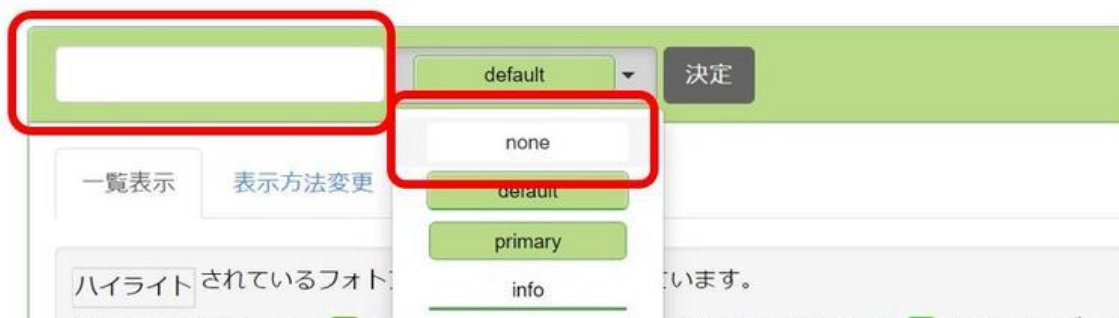 default 決定
none
一覧表示 表示方法変更
default
primary
ハイライト されているフォト
info
ています。